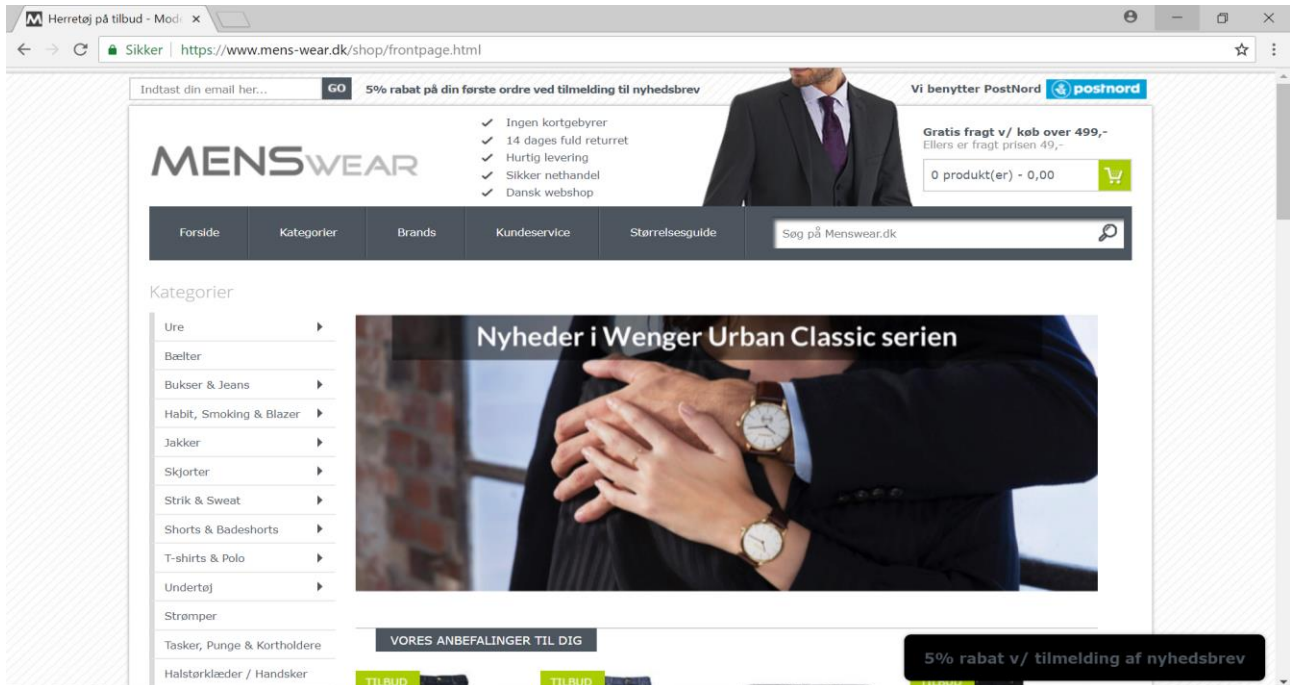 Herretøj på tilbud - Mod
Sikker https://www.mens-wear.dk/shop/frontpage.html
Indtast din email her... GO 5% rabat på din første ordre ved tilmelding til nyhedsbrev
Vi benytter PostNord postnord
MENSWEAR
Ingen kortgebyrer
14 dages fuld returret
Hurtig levering
Sikker nethandel
Dansk webshop
Gratis fragt v/ køb over 499,-
Ellers er fragt prisen 49,-
0 produkt(er) - 0,00
Forside Kategorier Brands Kundeservice Størrelsesguide Søg på Menswear.dk
Kategorier
Ure
Bælter
Bukser & Jeans
Habit, Smoking & Blazer
Jakker
Skjorter
Strik & Sweat
Shorts & Badeshorts
T-shirts & Polo
Undertøj
Strømper
Tasker, Punge & Kortholdere
Halstørklæder / Handsker
Nyheder i Wenger Urban Classic serien
VORES ANBEFALINGER TIL DIG
TILBUD TILBUD TILBUD
5% rabat v/ tilmelding af nyhedsbrev